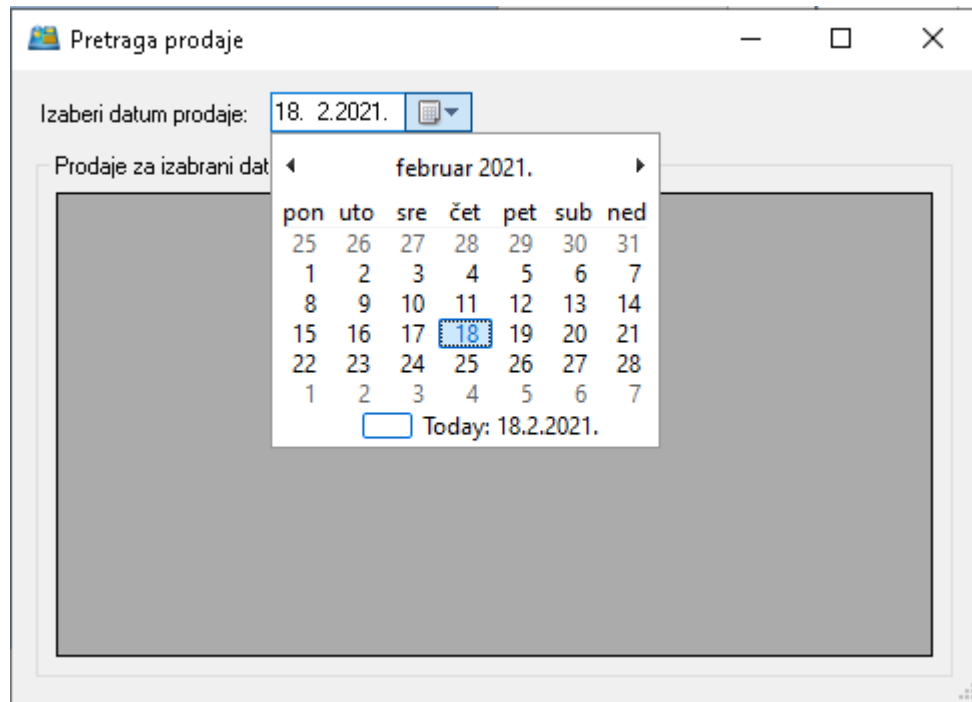 Pretraga prodaje
Izaberi datum prodaje: 18. 2.2021.
Prodaje za izabrani dat
februar 2021.
pon uto sre čet pet sub ned
25 26 27 28 29 30 31
1 2 3 4 5 6 7
8 9 10 11 12 13 14
15 16 17 18 19 20 21
22 23 24 25 26 27 28
1 2 3 4 5 6 7
Today: 18.2.2021.